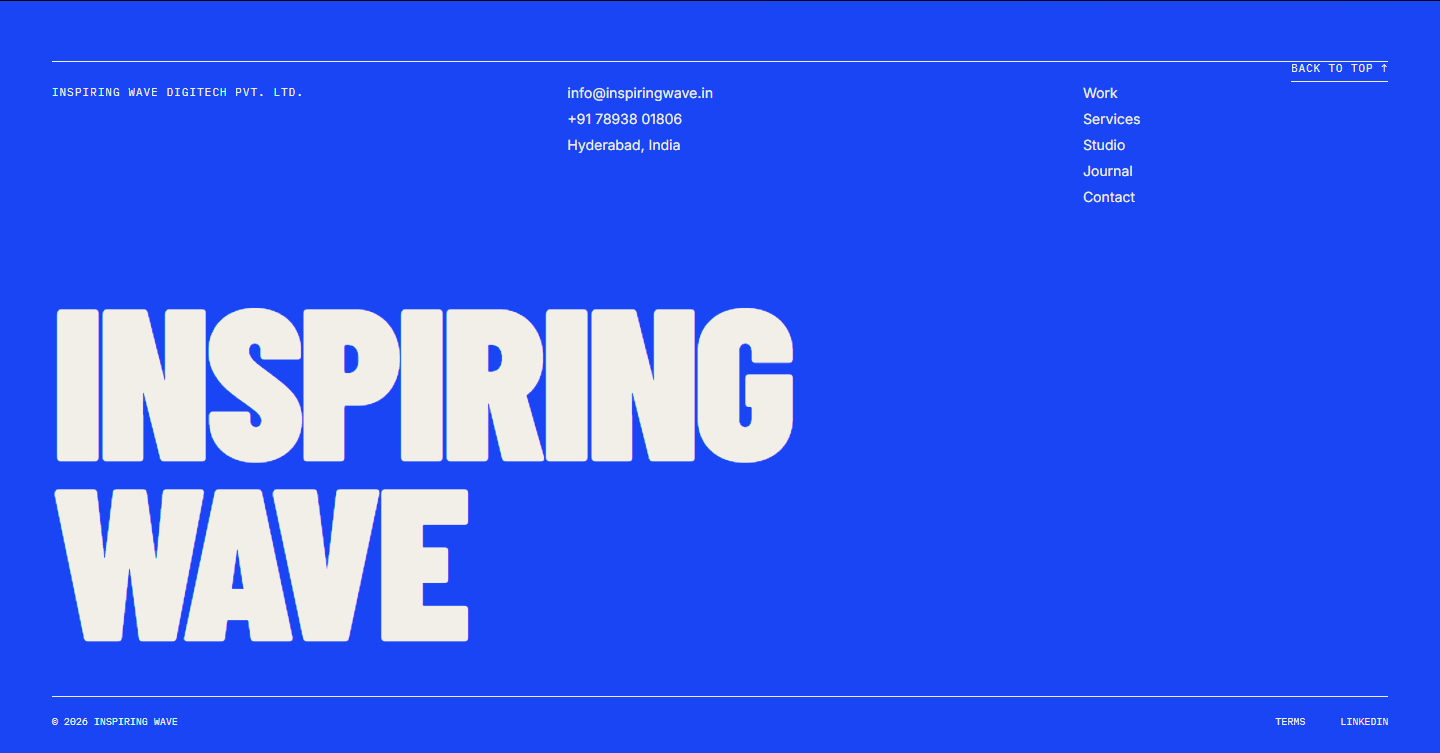 BACK TO TOP ↑
INSPIRING WAVE DIGITECH PVT. LTD.
info@inspiringwave.in
+91 78938 01806
Hyderabad, India
Work
Services
Studio
Journal
Contact
INSPIRING
WAVE
© 2026 INSPIRING WAVE
TERMS
LINKEDIN